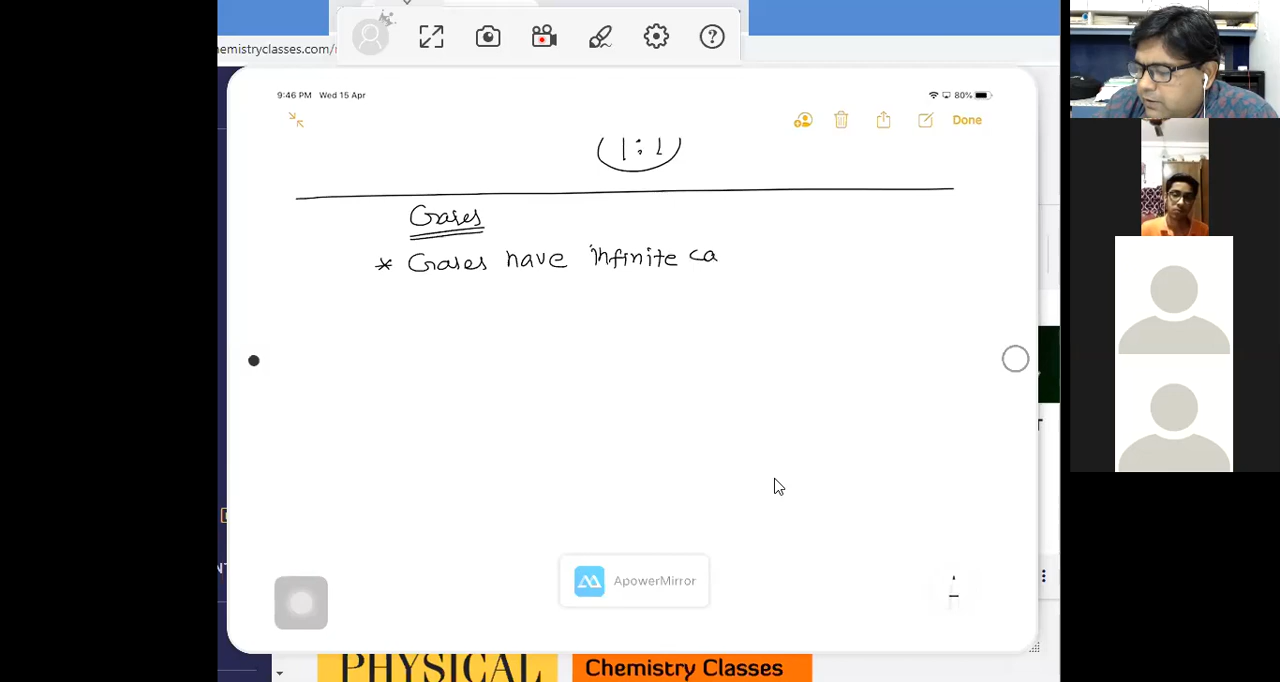 hemistryclasses.com/
9:46 PM Wed 15 Apr
80%
Done
(1:1)
Gases
* Gases have infinite ca
ApowerMirror
PHYSICAL
Chemistry Classes